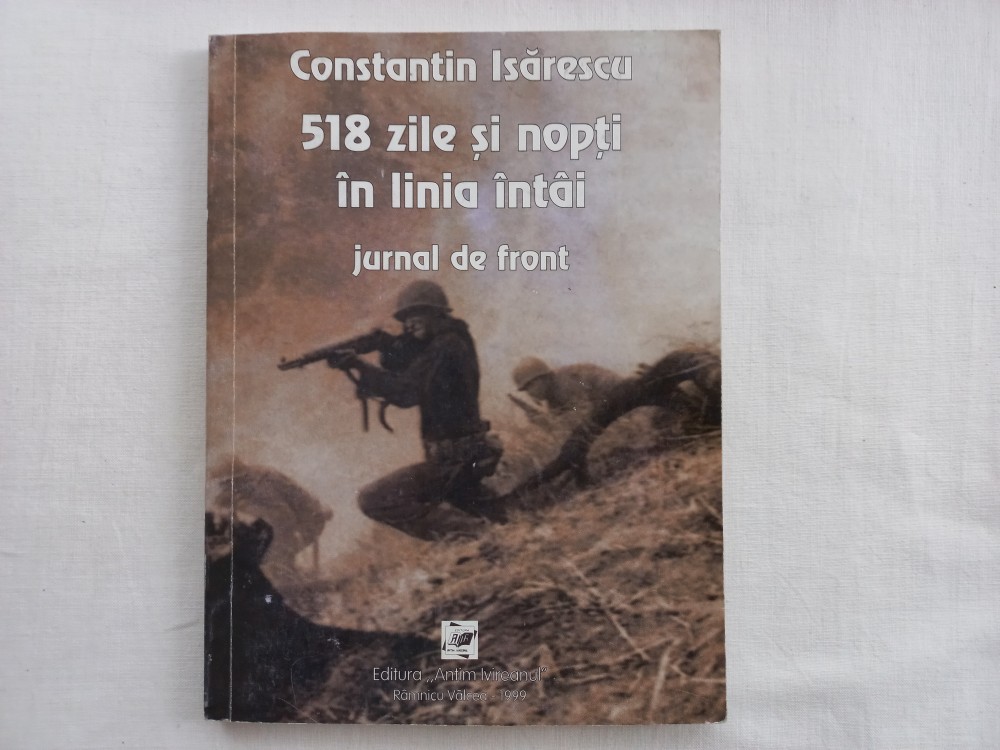 Constantin Isărescu
518 zile și nopți
în linia întâi
jurnal de front
Editura „Antim Ivireanul”
Râmnicu Vâlcea - 1999